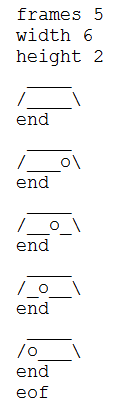 frames 5
width 6
height 2
 ____
/____\
end
 ____
/___o\
end
 ____
/__o_\
end
 ____
/_o__\
end
 ____
/o___\
end
eof